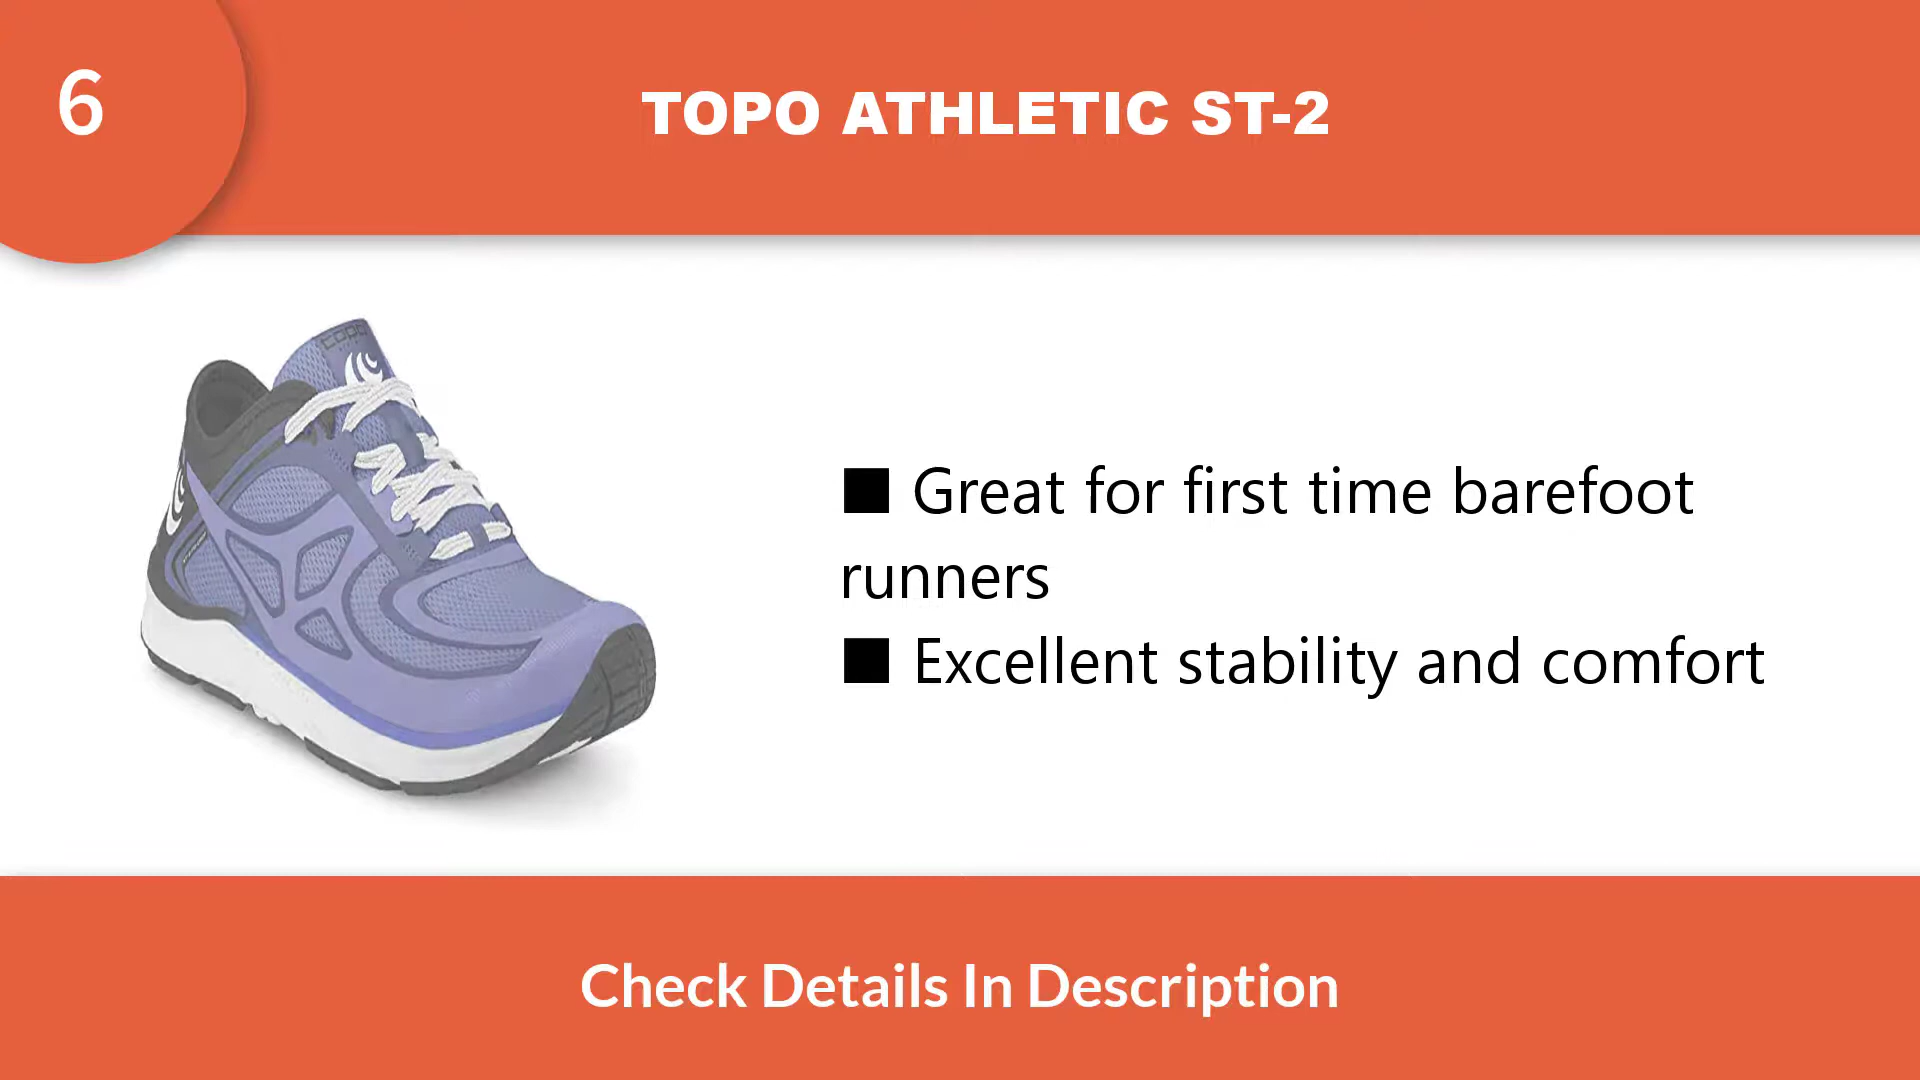 6
TOPO ATHLETIC ST-2
topo
■ Great for first time barefoot
runners
■ Excellent stability and comfort
Check Details In Description